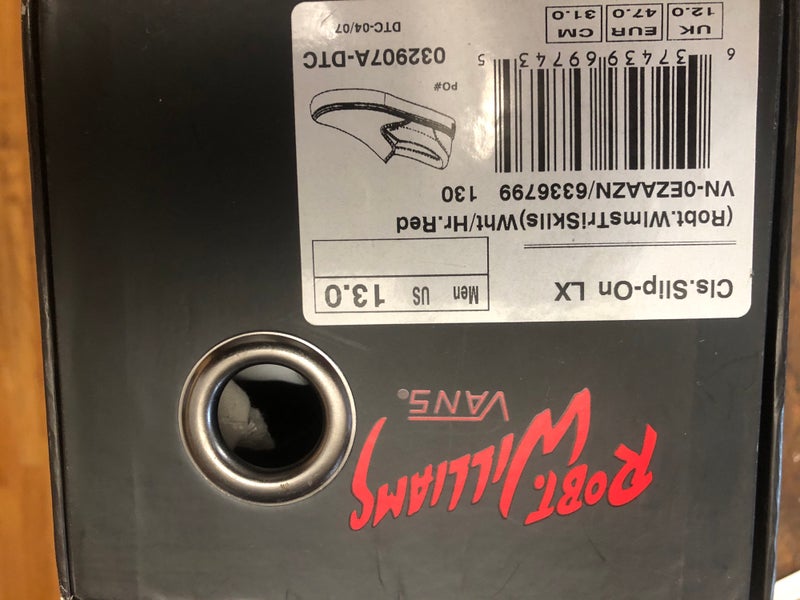 ROBT. WILLIAMS
VANS
Cls.Slip-On LX
Men US 13.0
(Robt.WlmsTriSklls)Wht/Hr.Red
VN-0EZAAZN/6336799 130
PO#
6 37439 69743 5
032907A-DTC
UK EUR CM
12.0 47.0 31.0
DTC-04/07